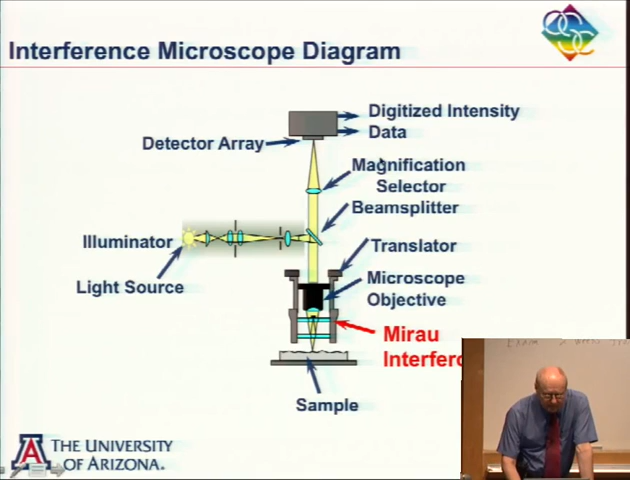 Interference Microscope Diagram
Digitized Intensity
Data
Detector Array
Magnification
Selector
Beamsplitter
Illuminator
Translator
Light Source
Microscope
Objective
Mirau
Sample
THE UNIVERSITY
OF ARIZONA.